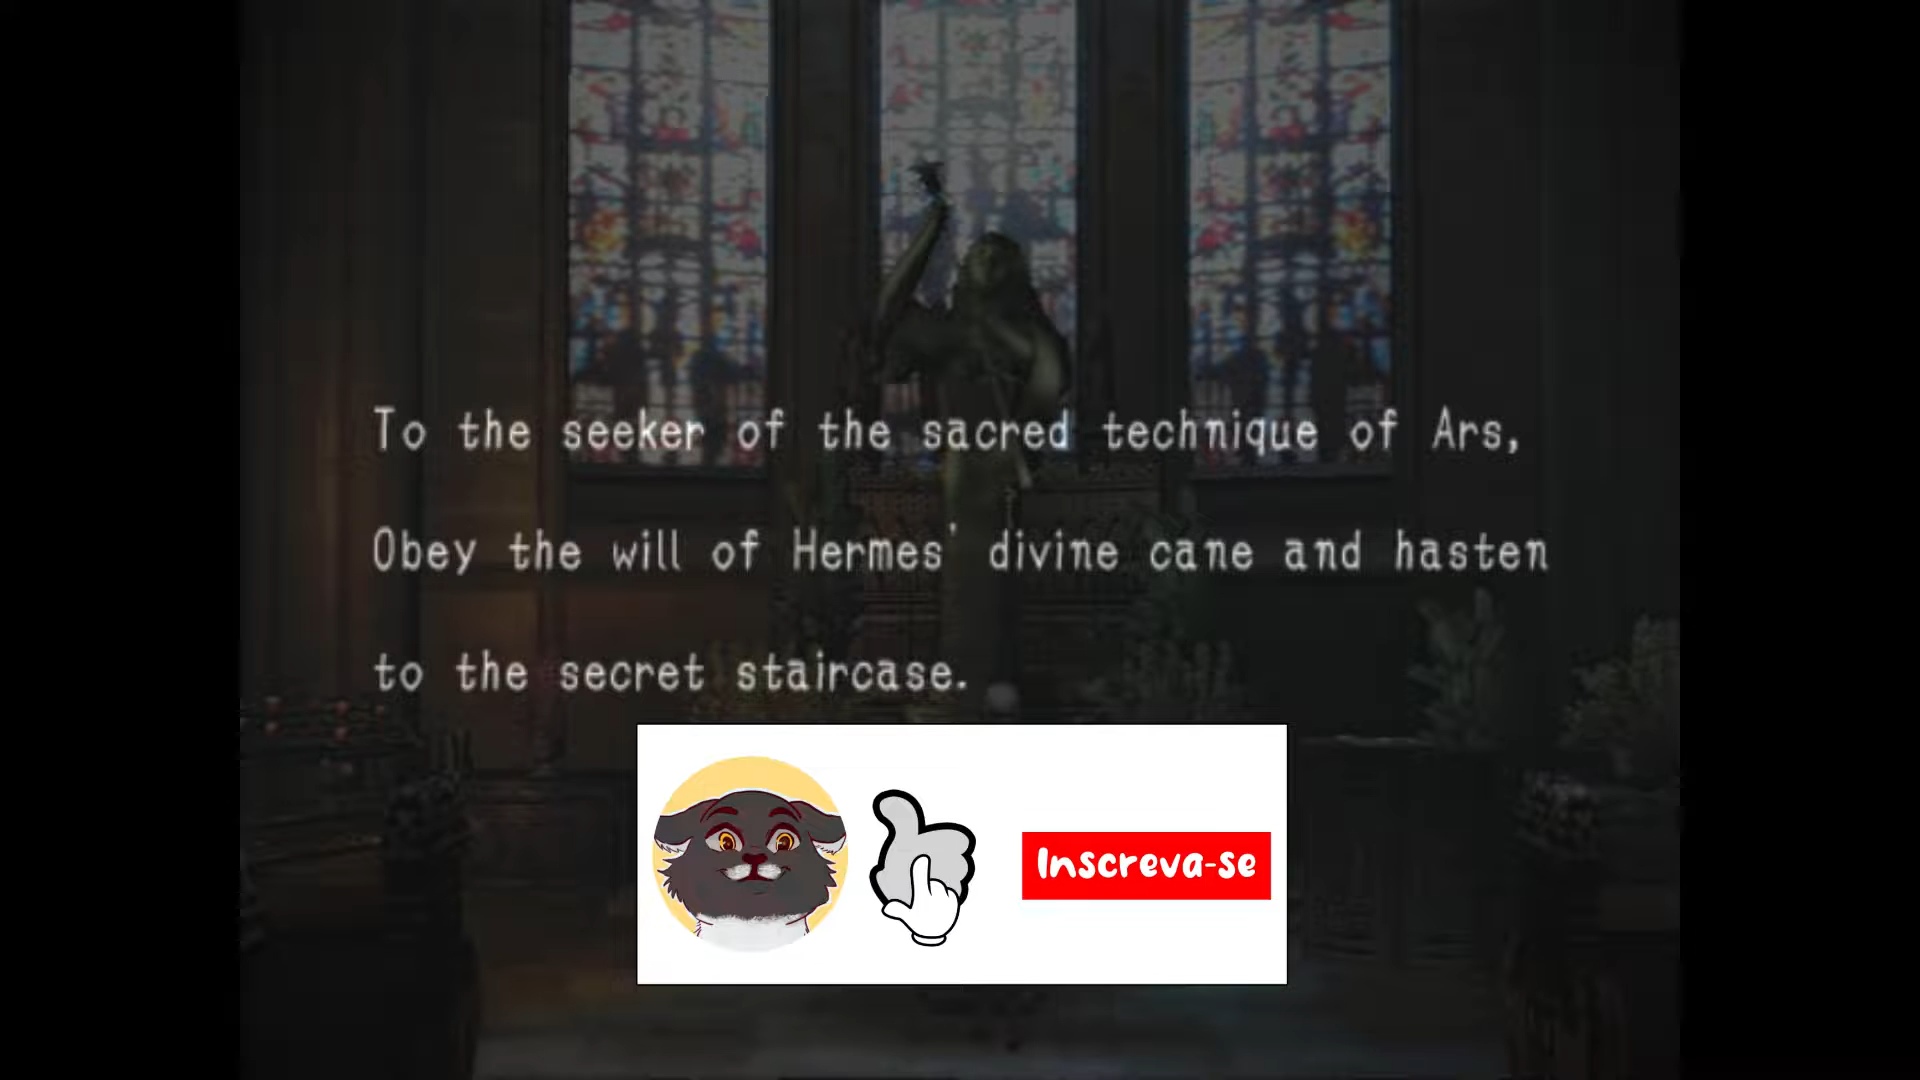 To the seeker of the sacred technique of Ars,
Obey the will of Hermes' divine cane and hasten
to the secret staircase.
Inscreva-se